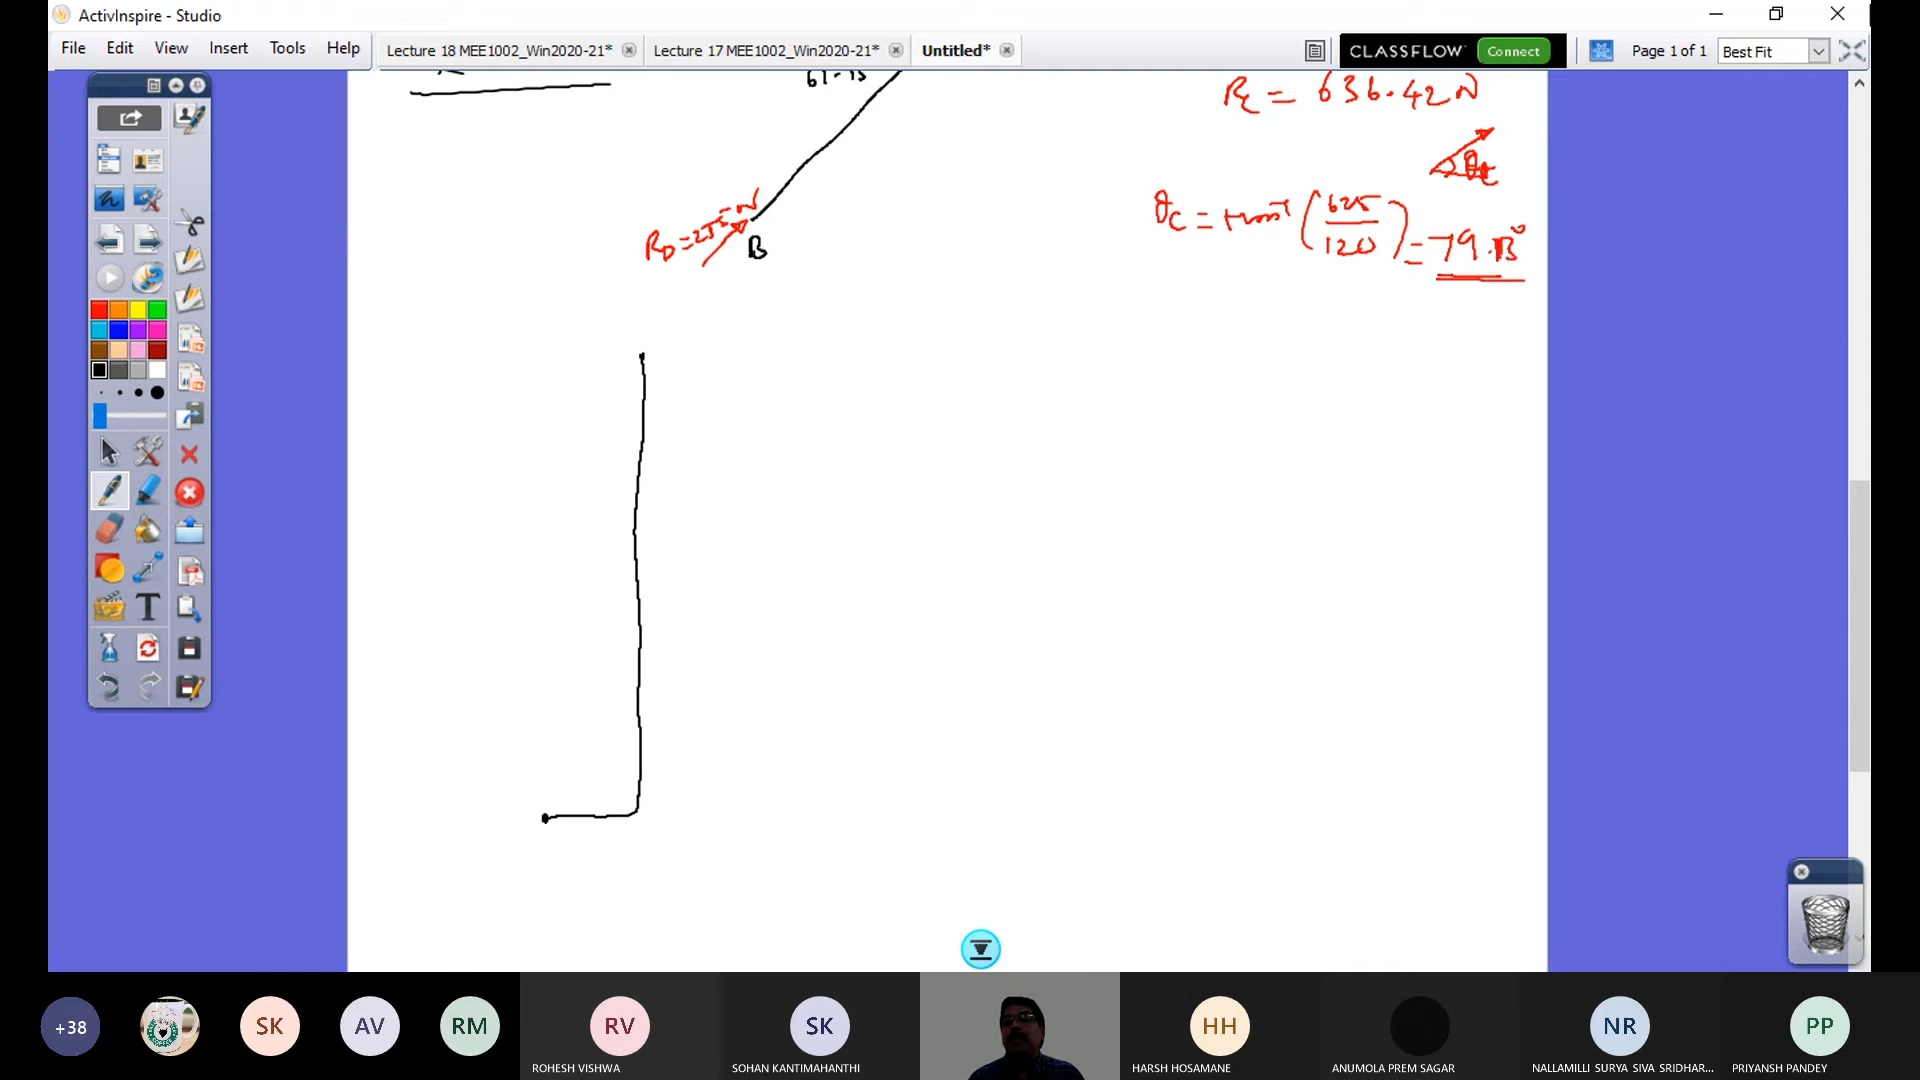 ActivInspire - Studio
File Edit View Insert Tools Help
Lecture 18 MEE1002_Win2020-21*
Lecture 17 MEE1002_Win2020-21*
Untitled*
CLASSFLOW Connect
Page 1 of 1
Best Fit
R_C = 636.42 N
θ_C = tan⁻¹ (625/120) = 79.13°
B
T
+38
SK
AV
RM
RV
SK
HH
NR
PP
ROHESH VISHWA
SOHAN KANTIMAHANTHI
HARSH HOSAMANE
ANUMOLA PREM SAGAR
NALLAMILLI SURYA SIVA SRIDHAR...
PRIYANSH PANDEY